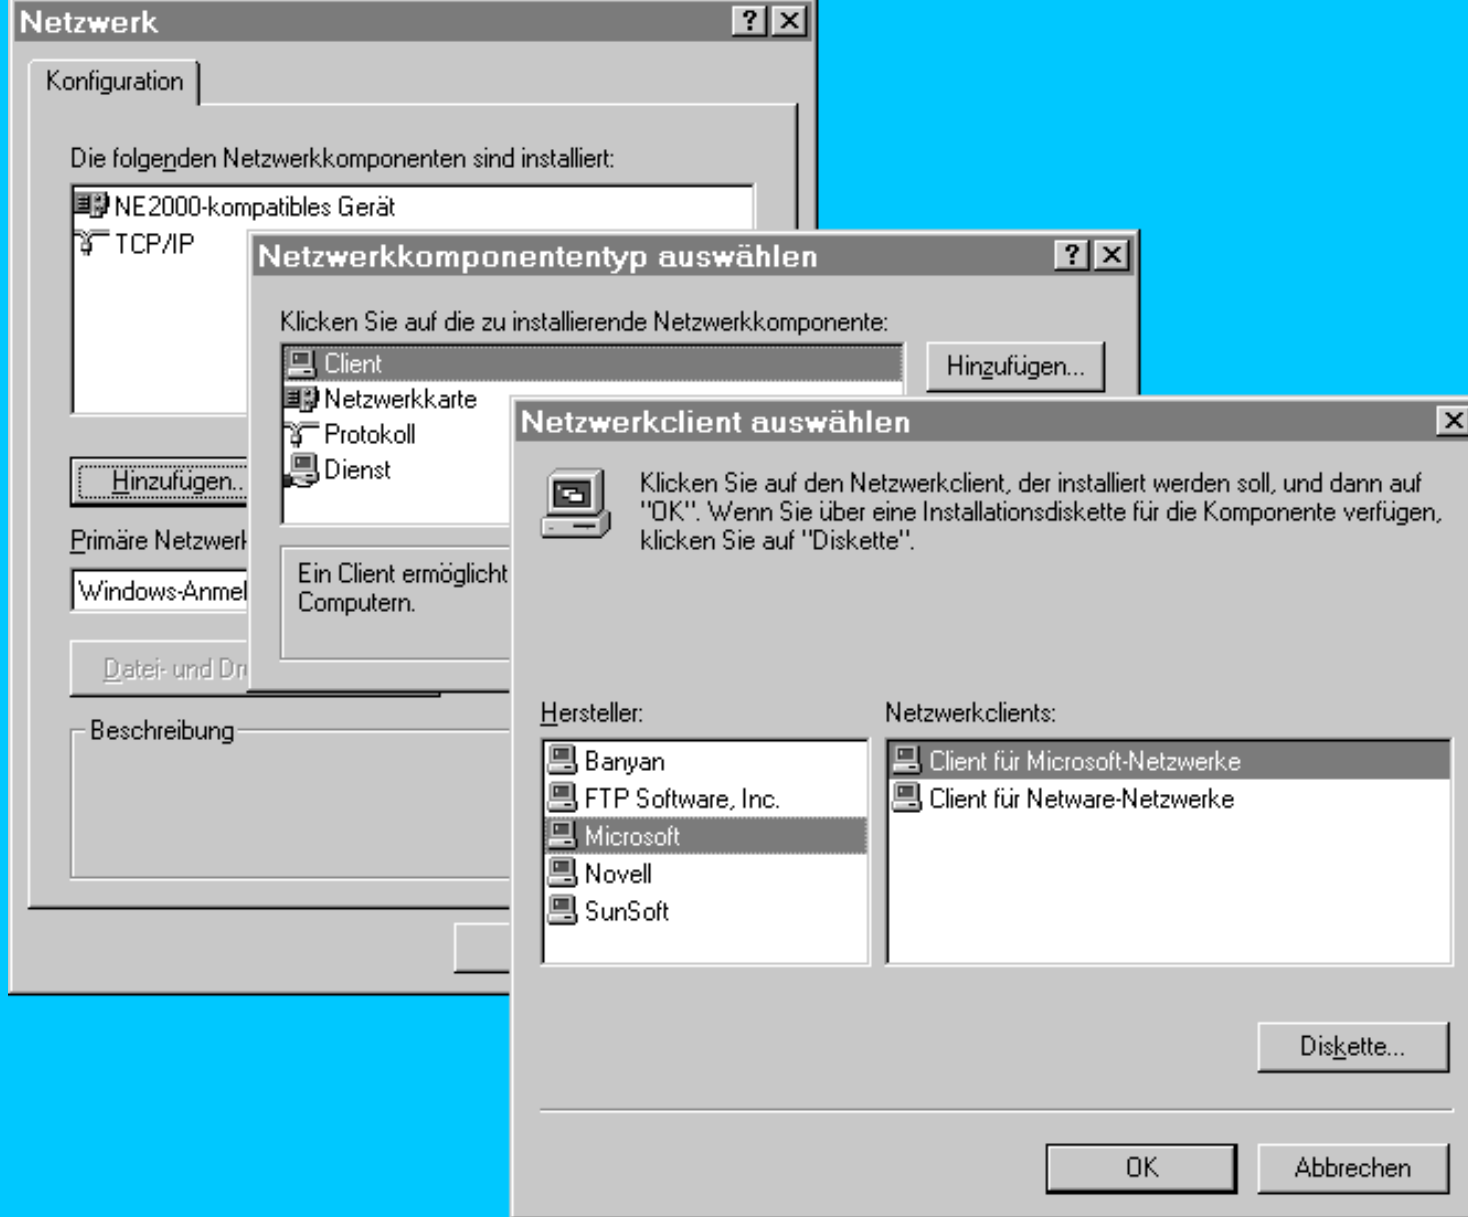 Netzwerk
Konfiguration
Die folgenden Netzwerkkomponenten sind installiert:
NE2000-kompatibles Gerät
TCP/IP
Hinzufügen..
Primäre Netzwerk
Windows-Anmel
Datei- und Dru
Beschreibung
Netzwerkkomponententyp auswählen
Klicken Sie auf die zu installierende Netzwerkkomponente:
Client
Netzwerkkarte
Protokoll
Dienst
Hinzufügen...
Ein Client ermöglicht
Computern.
Netzwerkclient auswählen
Klicken Sie auf den Netzwerkclient, der installiert werden soll, und dann auf
"OK". Wenn Sie über eine Installationsdiskette für die Komponente verfügen,
klicken Sie auf "Diskette".
Hersteller:
Banyan
FTP Software, Inc.
Microsoft
Novell
SunSoft
Netzwerkclients:
Client für Microsoft-Netzwerke
Client für Netware-Netzwerke
Diskette...
OK
Abbrechen